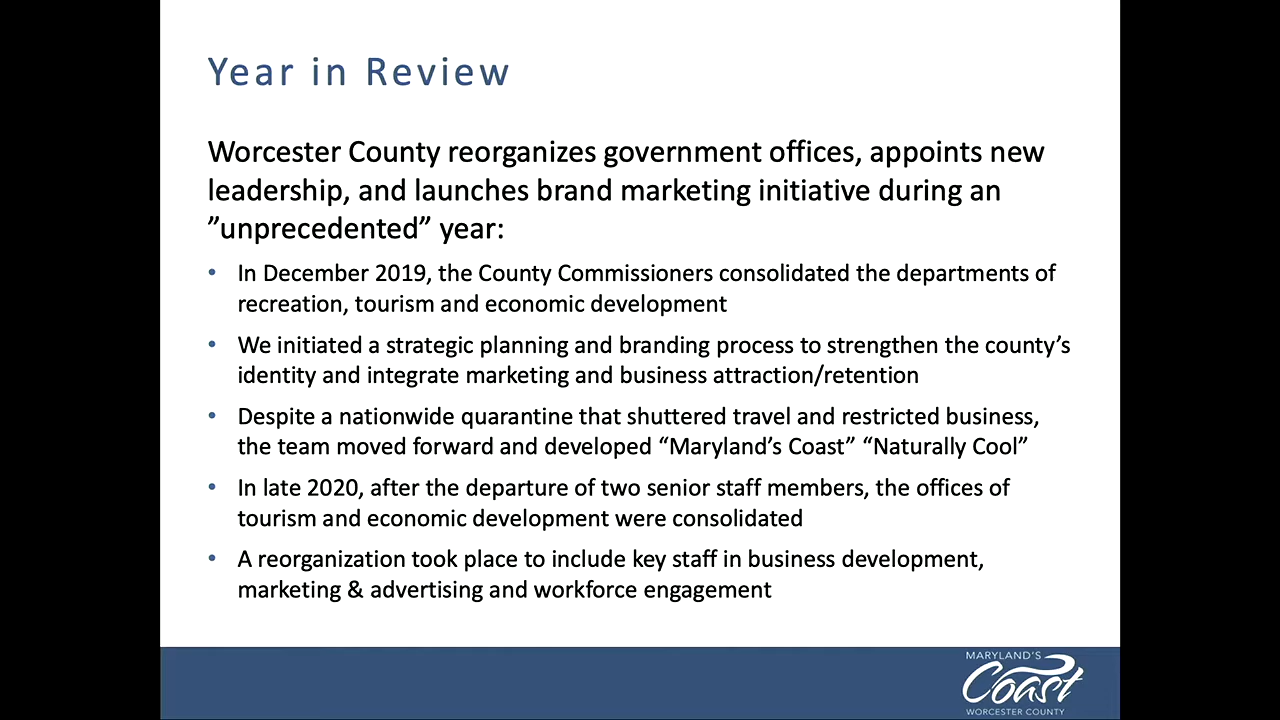 Year in Review
Worcester County reorganizes government offices, appoints new
leadership, and launches brand marketing initiative during an
”unprecedented” year:
• In December 2019, the County Commissioners consolidated the departments of
recreation, tourism and economic development
• We initiated a strategic planning and branding process to strengthen the county’s
identity and integrate marketing and business attraction/retention
• Despite a nationwide quarantine that shuttered travel and restricted business,
the team moved forward and developed “Maryland’s Coast” “Naturally Cool”
• In late 2020, after the departure of two senior staff members, the offices of
tourism and economic development were consolidated
• A reorganization took place to include key staff in business development,
marketing & advertising and workforce engagement
MARYLAND'S
Coast
WORCESTER COUNTY